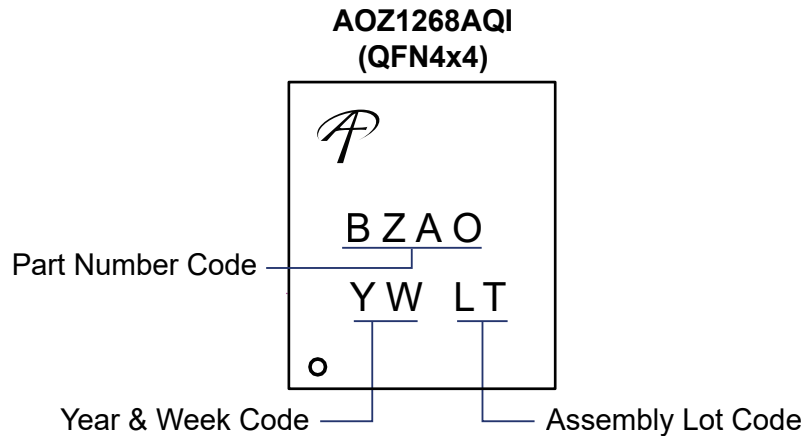 AOZ1268AQI
(QFN4x4)
BZAO
Part Number Code
YW LT
Year & Week Code
Assembly Lot Code